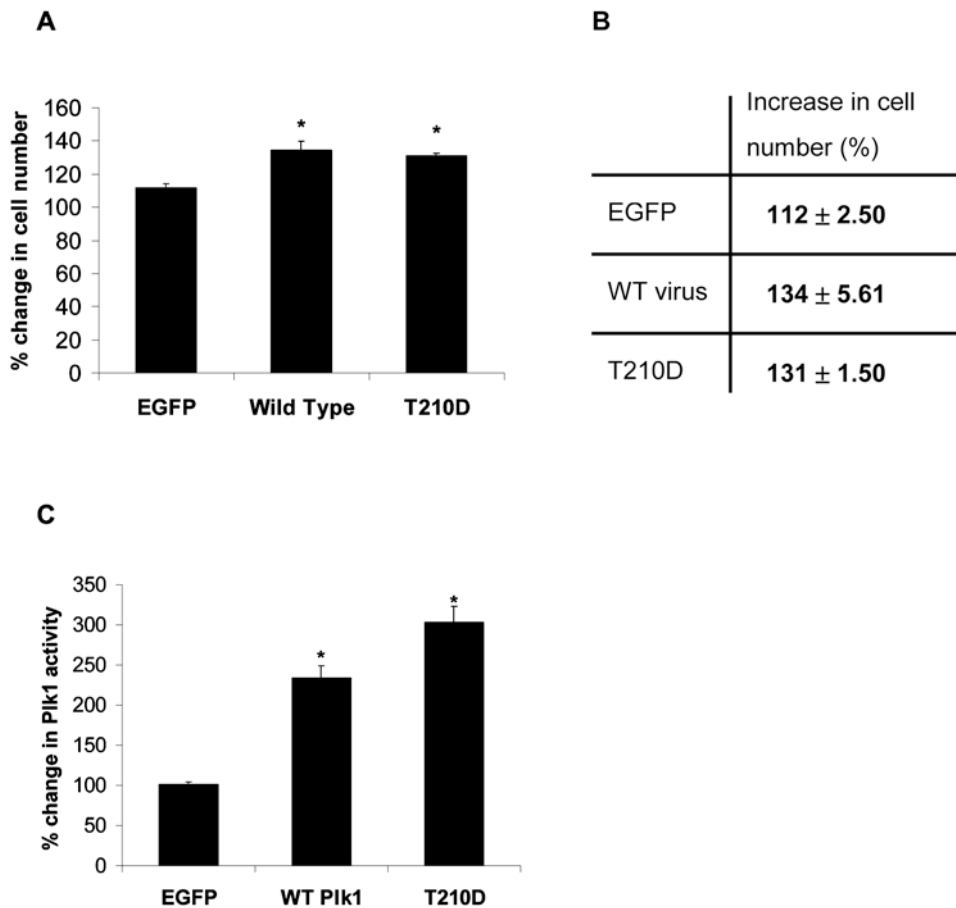 A
% change in cell number
160
140
120
100
80
60
40
20
0
*
*
EGFP Wild Type T210D
B
Increase in cell
number (%)
EGFP 112 ± 2.50
WT virus 134 ± 5.61
T210D 131 ± 1.50
C
% change in Plk1 activity
350
300
250
200
150
100
50
0
*
*
EGFP WT Plk1 T210D